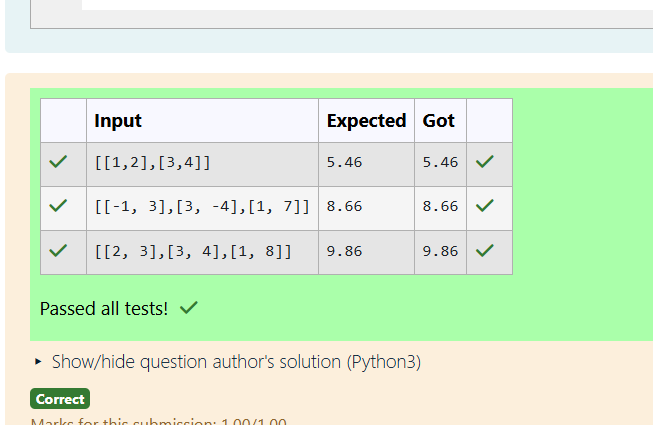 Input Expected Got
[[1,2],[3,4]] 5.46 5.46
[[-1, 3],[3, -4],[1, 7]] 8.66 8.66
[[2, 3],[3, 4],[1, 8]] 9.86 9.86
Passed all tests!
Show/hide question author's solution (Python3)
Correct
Marks for this submission: 1.00/1.00